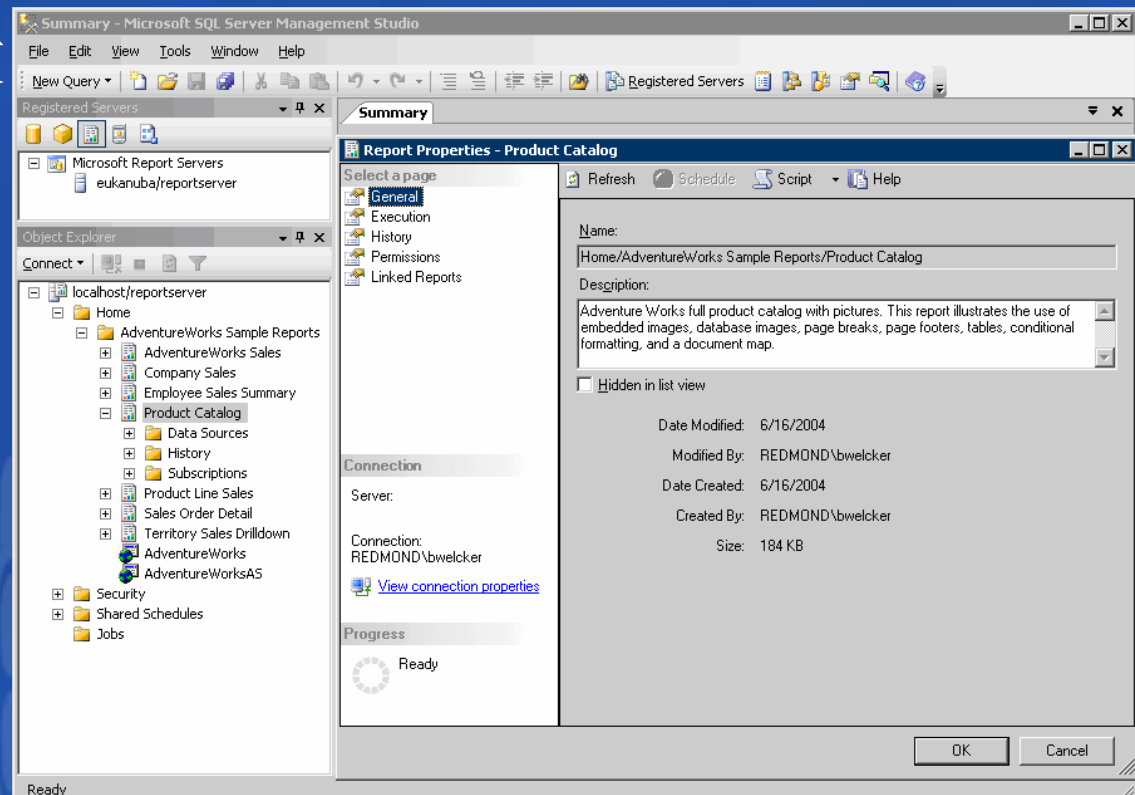 Summary - Microsoft SQL Server Management Studio
File Edit View Tools Window Help
New Query Registered Servers
Registered Servers
Microsoft Report Servers
eukanuba/reportserver
Object Explorer
Connect
localhost/reportserver
Home
AdventureWorks Sample Reports
AdventureWorks Sales
Company Sales
Employee Sales Summary
Product Catalog
Data Sources
History
Subscriptions
Product Line Sales
Sales Order Detail
Territory Sales Drilldown
AdventureWorks
AdventureWorksAS
Security
Shared Schedules
Jobs
Summary
Report Properties - Product Catalog
Select a page
General
Execution
History
Permissions
Linked Reports
Connection
Server:
Connection:
REDMOND\bwelcker
View connection properties
Progress
Ready
Refresh Schedule Script Help
Name:
Home/AdventureWorks Sample Reports/Product Catalog
Description:
Adventure Works full product catalog with pictures. This report illustrates the use of
embedded images, database images, page breaks, page footers, tables, conditional
formatting, and a document map.
Hidden in list view
Date Modified: 6/16/2004
Modified By: REDMOND\bwelcker
Date Created: 6/16/2004
Created By: REDMOND\bwelcker
Size: 184 KB
OK Cancel
Ready